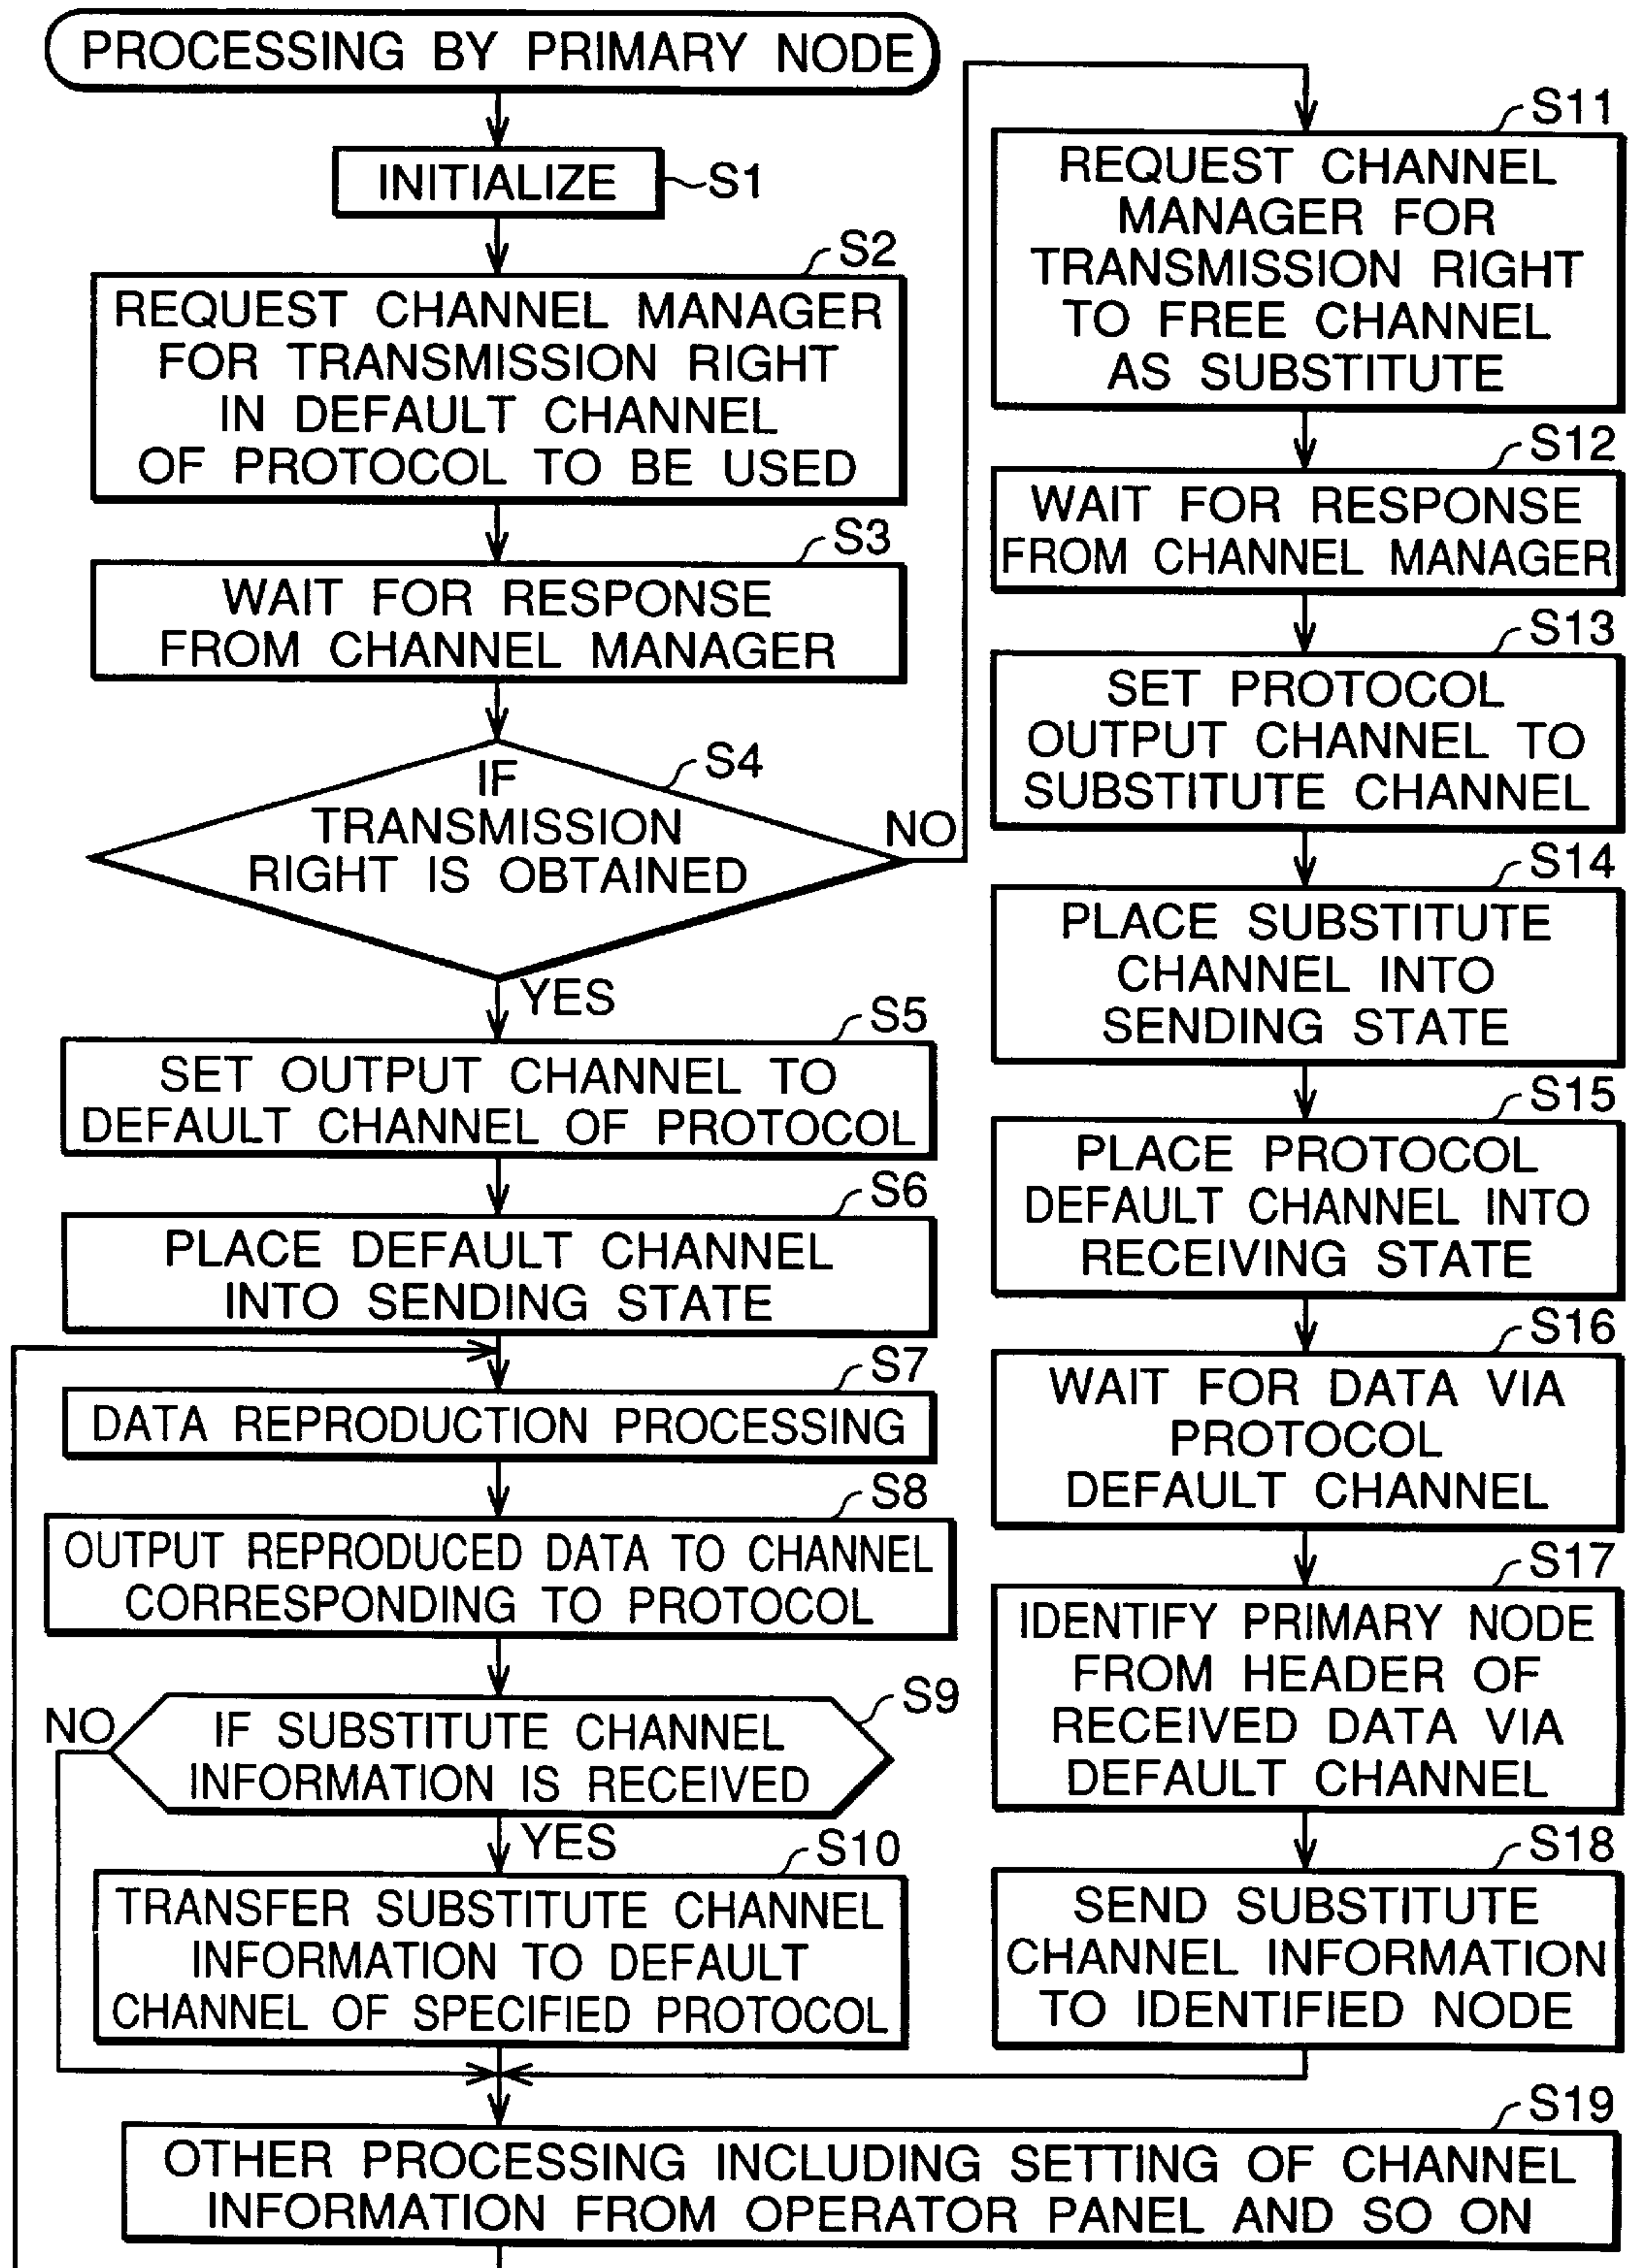 PROCESSING BY PRIMARY NODE
INITIALIZE
S1
S2
REQUEST CHANNEL MANAGER
FOR TRANSMISSION RIGHT
IN DEFAULT CHANNEL
OF PROTOCOL TO BE USED
S3
WAIT FOR RESPONSE
FROM CHANNEL MANAGER
S4
IF
TRANSMISSION
RIGHT IS OBTAINED
NO
YES
S5
SET OUTPUT CHANNEL TO
DEFAULT CHANNEL OF PROTOCOL
S6
PLACE DEFAULT CHANNEL
INTO SENDING STATE
S7
DATA REPRODUCTION PROCESSING
S8
OUTPUT REPRODUCED DATA TO CHANNEL
CORRESPONDING TO PROTOCOL
S9
NO
IF SUBSTITUTE CHANNEL
INFORMATION IS RECEIVED
YES
S10
TRANSFER SUBSTITUTE CHANNEL
INFORMATION TO DEFAULT
CHANNEL OF SPECIFIED PROTOCOL
S11
REQUEST CHANNEL
MANAGER FOR
TRANSMISSION RIGHT
TO FREE CHANNEL
AS SUBSTITUTE
S12
WAIT FOR RESPONSE
FROM CHANNEL MANAGER
S13
SET PROTOCOL
OUTPUT CHANNEL TO
SUBSTITUTE CHANNEL
S14
PLACE SUBSTITUTE
CHANNEL INTO
SENDING STATE
S15
PLACE PROTOCOL
DEFAULT CHANNEL INTO
RECEIVING STATE
S16
WAIT FOR DATA VIA
PROTOCOL
DEFAULT CHANNEL
S17
IDENTIFY PRIMARY NODE
FROM HEADER OF
RECEIVED DATA VIA
DEFAULT CHANNEL
S18
SEND SUBSTITUTE
CHANNEL INFORMATION
TO IDENTIFIED NODE
S19
OTHER PROCESSING INCLUDING SETTING OF CHANNEL
INFORMATION FROM OPERATOR PANEL AND SO ON